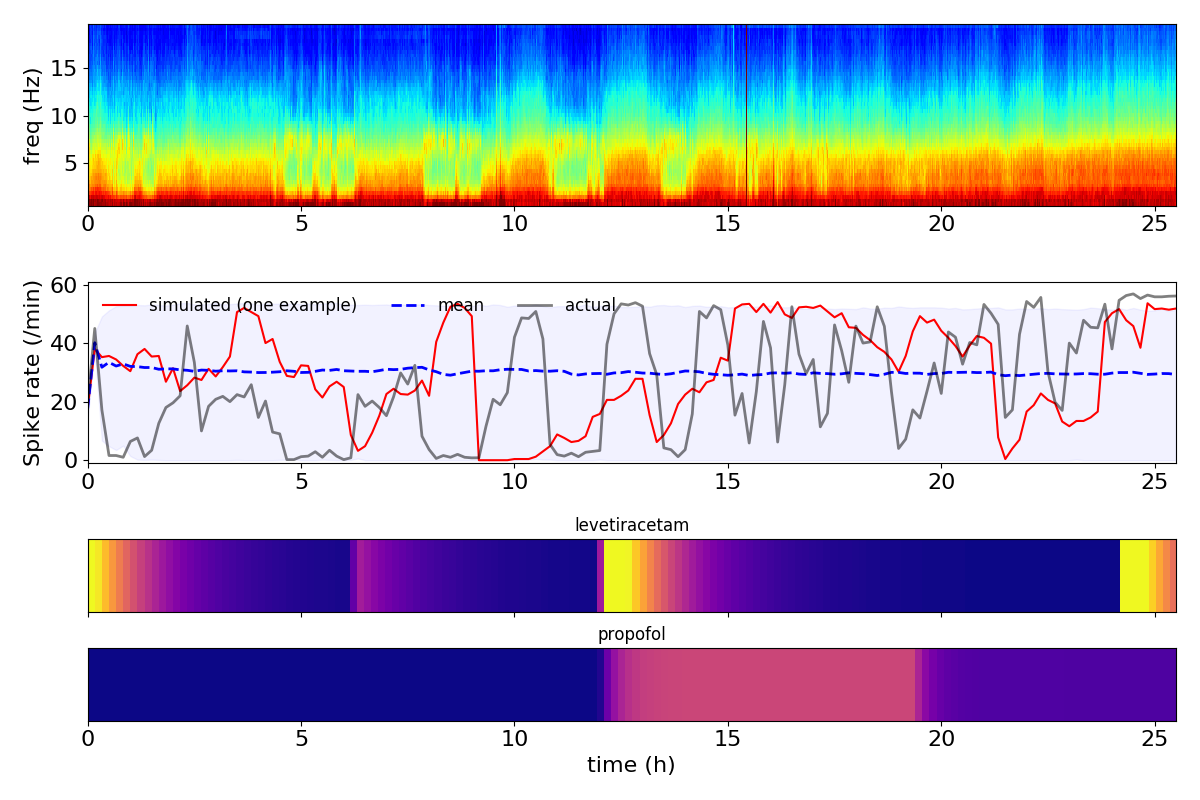 freq (Hz)
15
10
5
0 5 10 15 20 25
Spike rate (/min)
60
40
20
0
simulated (one example) mean actual
0 5 10 15 20 25
levetiracetam
propofol
0 5 10 15 20 25
time (h)